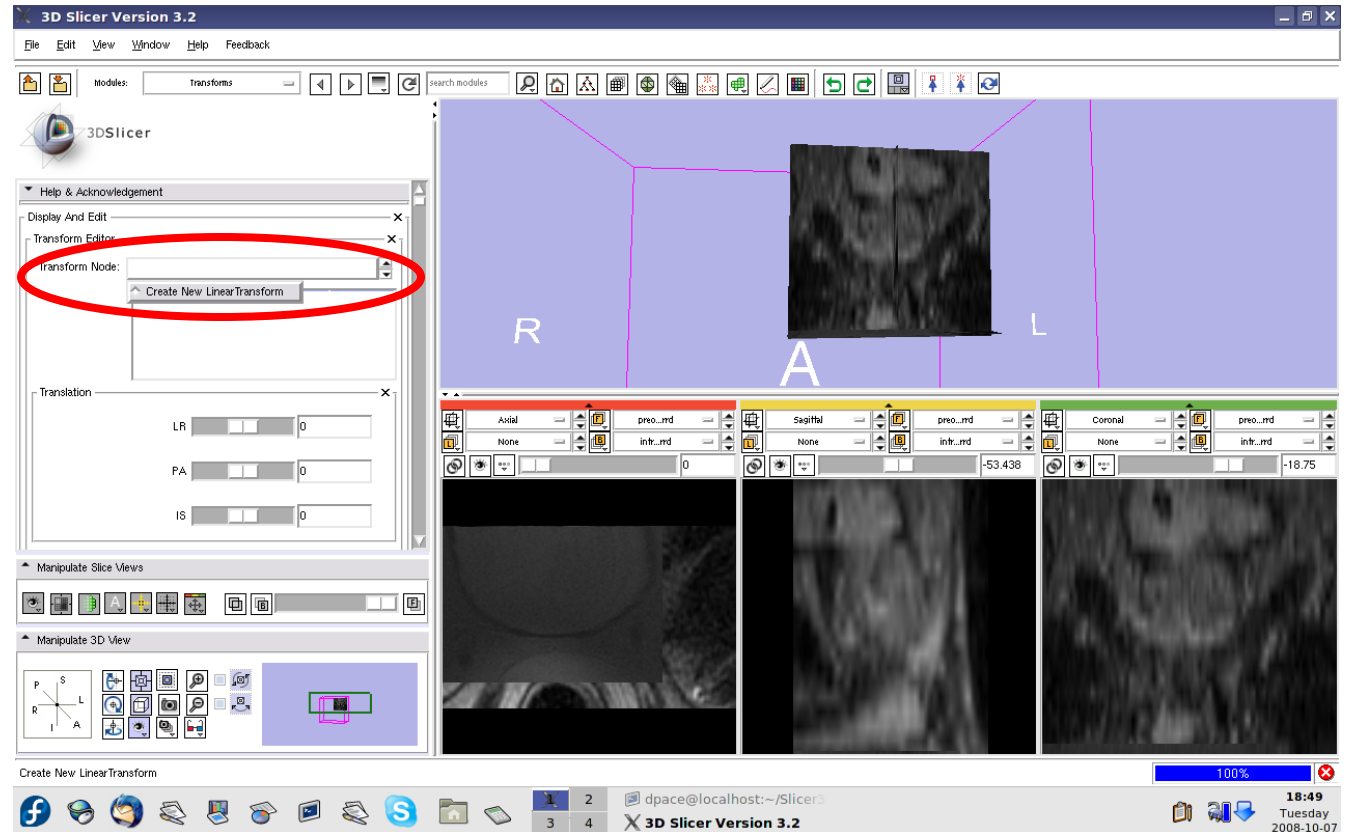 3D Slicer Version 3.2
File Edit View Window Help Feedback
Modules: Transforms search modules
3DSlicer
Help & Acknowledgement
Display And Edit
Transform Editor
Transform Node:
Create New LinearTransform
Translation
LR 0
PA 0
IS 0
R
A
L
Axial preo...rrd Sagittal preo...rrd Coronal preo...rrd
None intr...rrd None intr...rrd None intr...rrd
0 -53.438 -18.75
Manipulate Slice Views
Manipulate 3D View
P S
R L
I A
Create New LinearTransform
100%
1 2
3 4
dpace@localhost:~/Slicer3
3D Slicer Version 3.2
18:49
Tuesday
2008-10-07